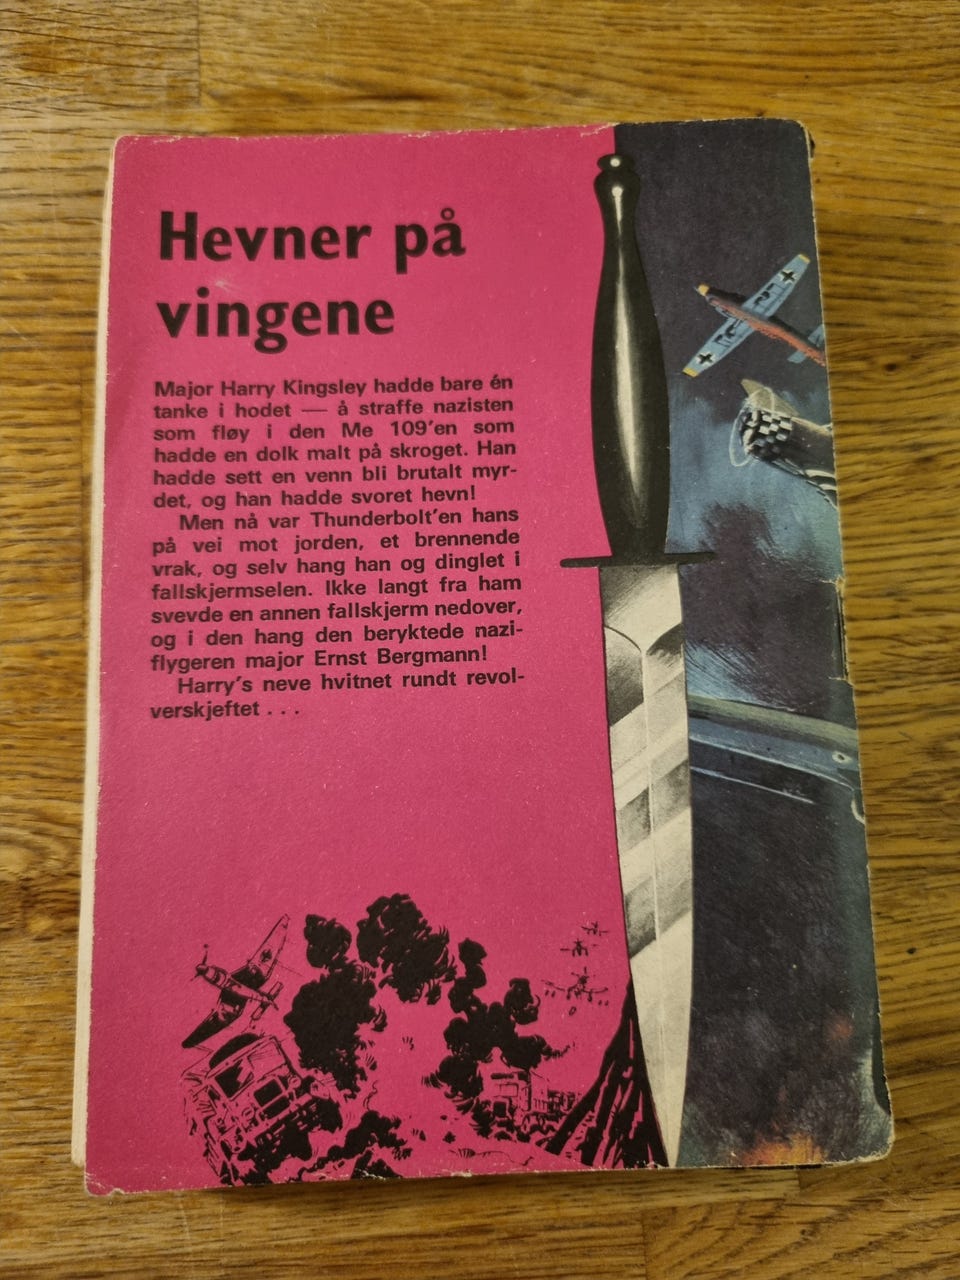 Hevner på
vingene
Major Harry Kingsley hadde bare én
tanke i hodet — å straffe nazisten
som fløy i den Me 109'en som
hadde en dolk malt på skroget. Han
hadde sett en venn bli brutalt myr-
det, og han hadde svoret hevn!
Men nå var Thunderbolt'en hans
på vei mot jorden, et brennende
vrak, og selv hang han og dinglet i
fallskjermselen. Ikke langt fra ham
svevde en annen fallskjerm nedover,
og i den hang den beryktede nazi-
flygeren major Ernst Bergmann!
Harry's neve hvitnet rundt revol-
verskjeftet . . .